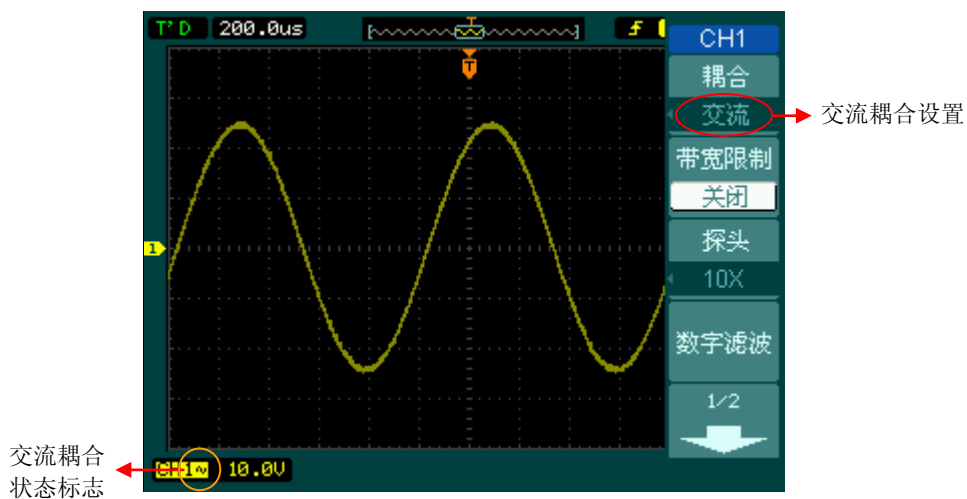 T'D 200.0us T
CH1
耦合
交流
交流耦合设置
T
带宽限制
关闭
探头
1
10X
数字滤波
1/2
交流耦合
状态标志
CH1~ 10.0V